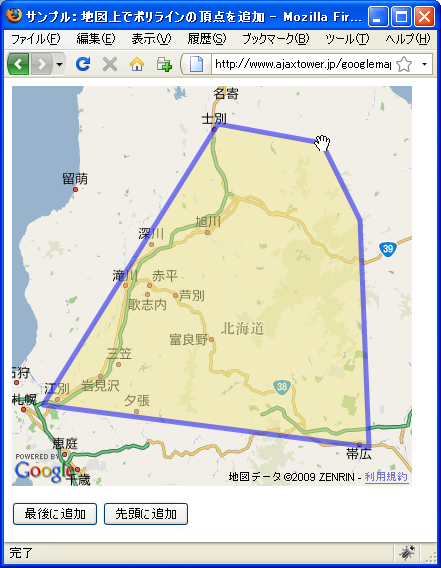 サンプル: 地図上でポリラインの頂点を追加 - Mozilla Fir...
ファイル(F) 編集(E) 表示(V) 履歴(S) ブックマーク(B) ツール(T) ヘルプ(H)
http://www.ajaxtower.jp/googlemap
名寄
士別
留萌
旭川
39
深川
滝川
赤平
芦別
歌志内
北海道
富良野
三笠
石狩
岩見沢
38
江別
札幌
夕張
恵庭
帯広
POWERED BY
Google
千歳
地図データ ©2009 ZENRIN - 利用規約
最後に追加 先頭に追加
完了